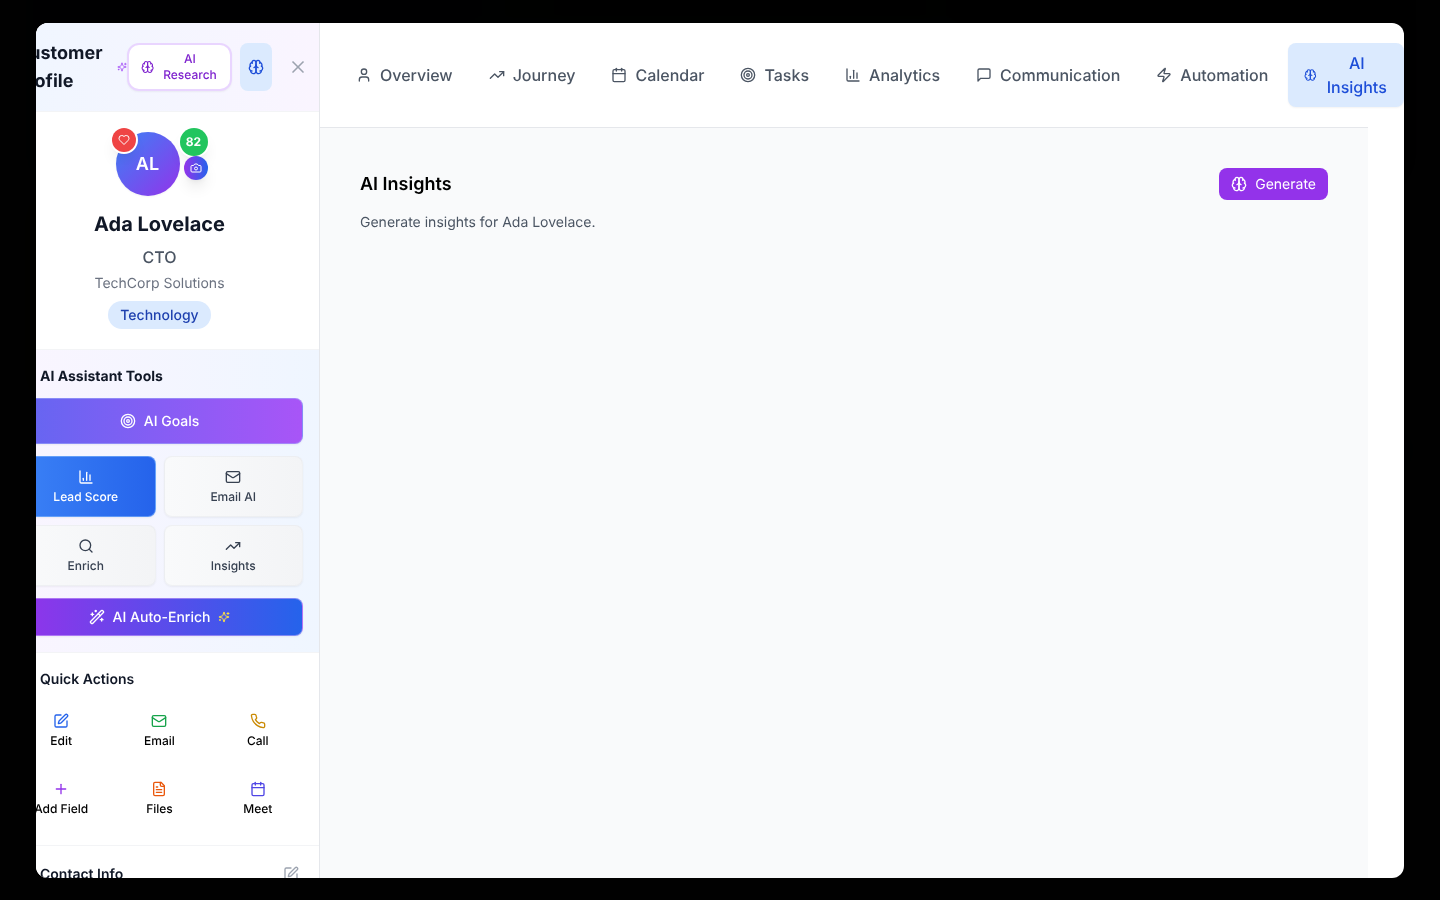 ustomer
ofile
AI
Research
Overview
Journey
Calendar
Tasks
Analytics
Communication
Automation
AI
Insights
82
AL
Ada Lovelace
CTO
TechCorp Solutions
Technology
AI Assistant Tools
AI Goals
Lead Score
Email AI
Enrich
Insights
AI Auto-Enrich
Quick Actions
Edit
Email
Call
Add Field
Files
Meet
Contact Info
AI Insights
Generate
Generate insights for Ada Lovelace.